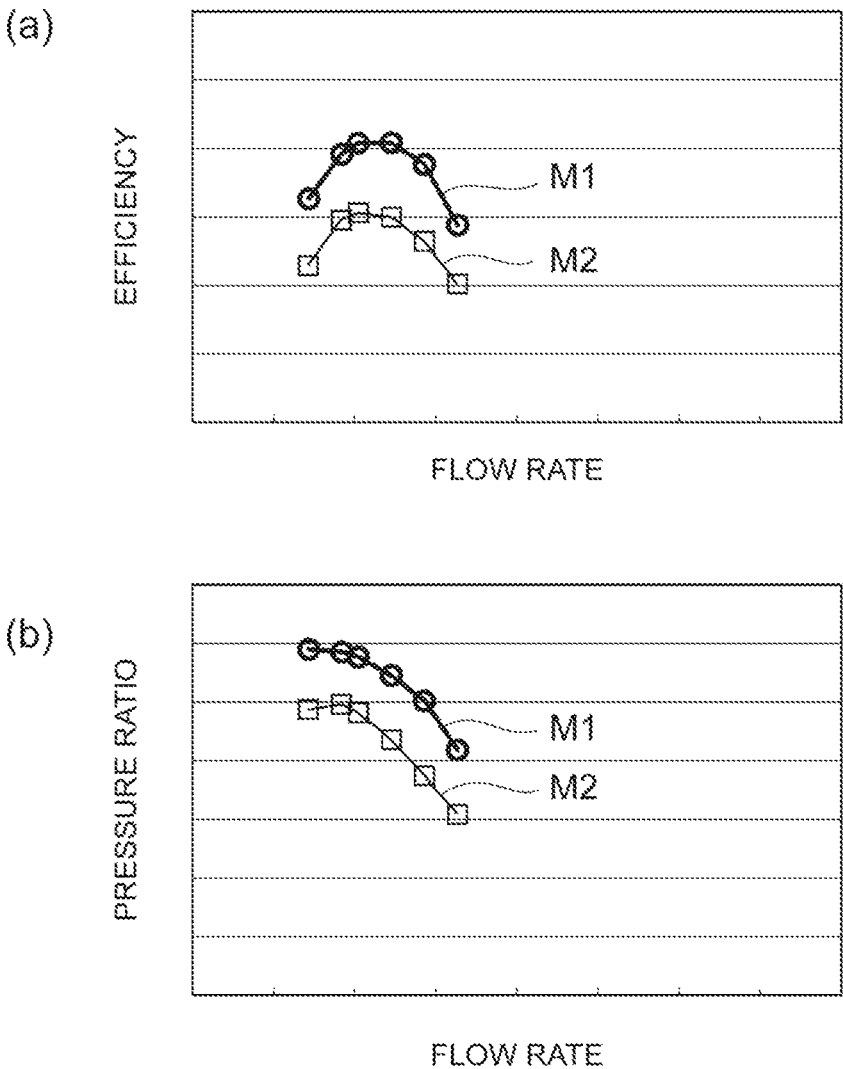 (a)
EFFICIENCY
M1
M2
FLOW RATE
(b)
PRESSURE RATIO
M1
M2
FLOW RATE